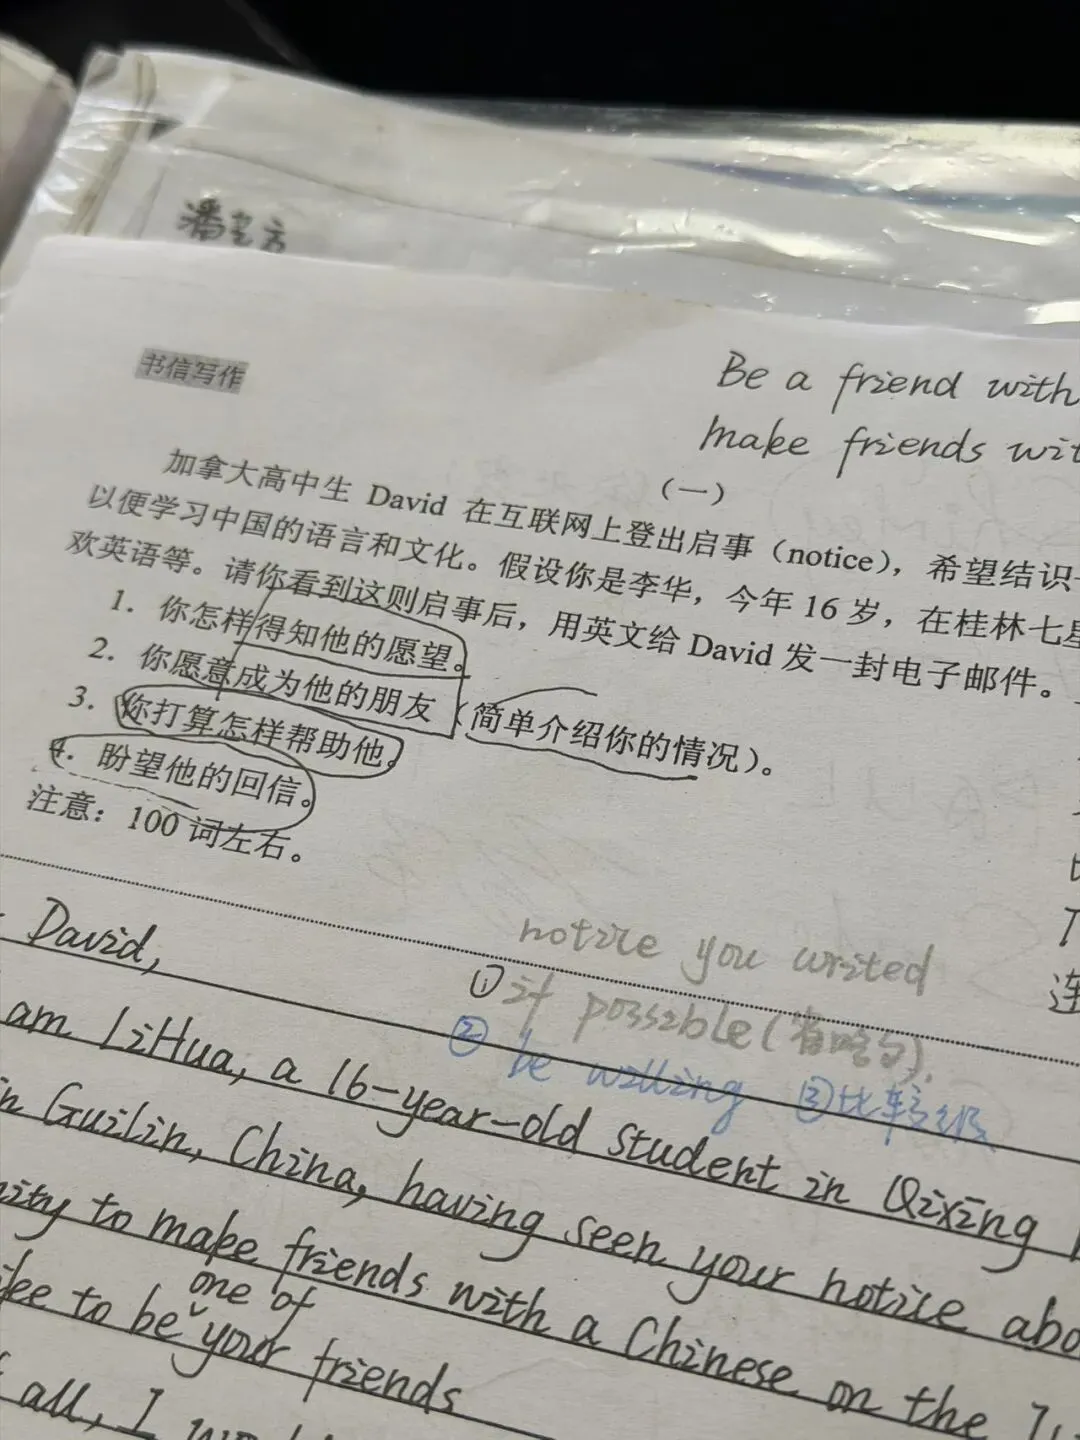 潘艺方
书信写作
Be a friend with
make friends wit
(一)
加拿大高中生 David 在互联网上登出启事（notice），希望结识
以便学习中国的语言和文化。假设你是李华，今年 16 岁，在桂林七星
欢英语等。请你看到这则启事后，用英文给 David 发一封电子邮件。
1. 你怎样得知他的愿望。
2. 你愿意成为他的朋友（简单介绍你的情况）。
3. 你打算怎样帮助他。
4. 盼望他的回信。
注意：100 词左右。
notice you writed
①if possible(省略句).
② be willing ③比较级
David,
am LiHua, a 16-year-old student in Qixing
in Guilin, China, having seen your notice abo
nity to make friends with a Chinese on the
one of
like to be your friends
all, I
连